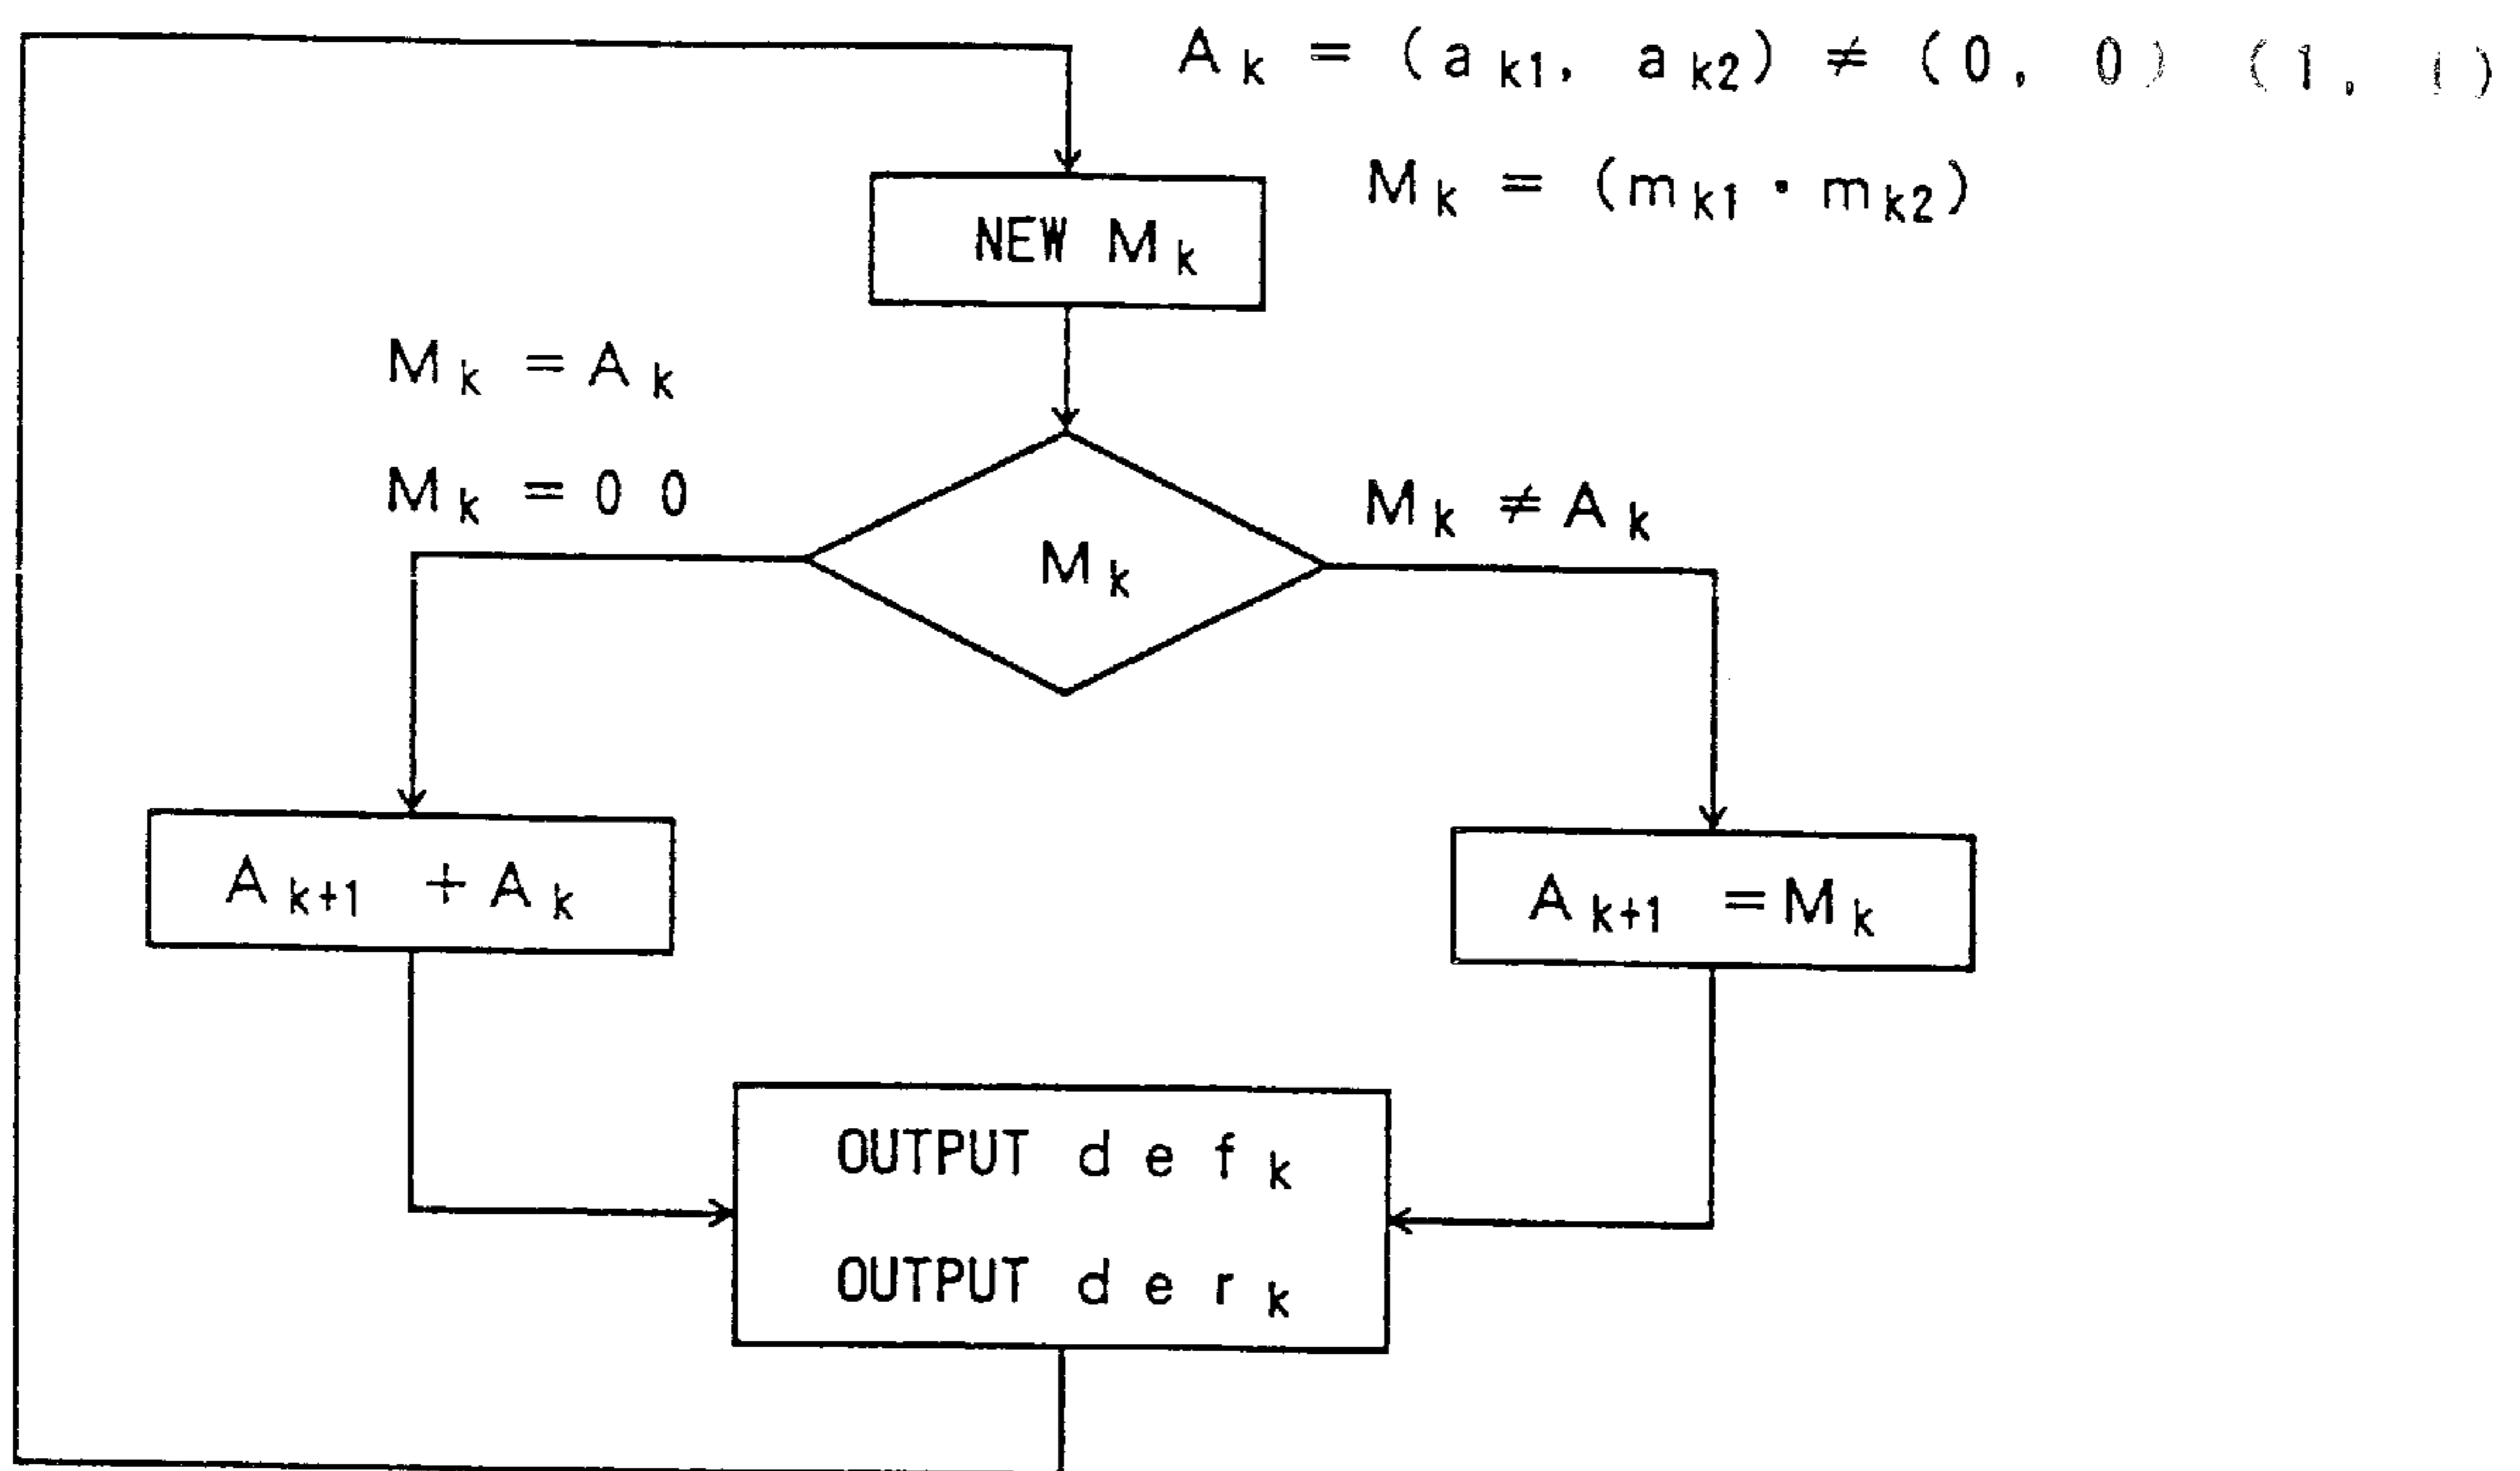 A k = (a k1, a k2) ≠ (0, 0) (1, 1)
M k = (m k1 · m k2)
NEW M k
M k = A k
M k = 0 0
M k ≠ A k
M k
A k+1 + A k
A k+1 = M k
OUTPUT d e f k
OUTPUT d e r k